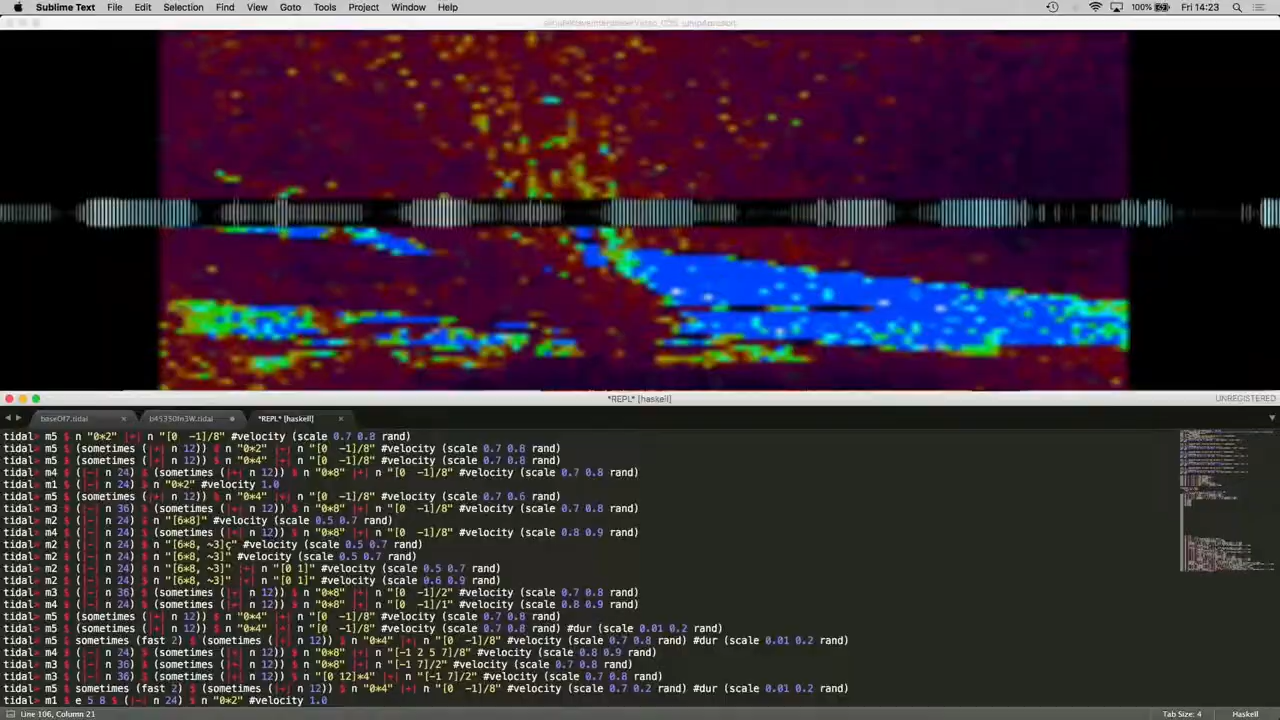 Sublime Text File Edit Selection Find View Goto Tools Project Window Help 100% Fri 14:23
*REPL* [haskell] UNREGISTERED
baseDf7.tidal *REPL* [haskell]
tidal> m5 $ n "0*2" |+| n "[0 -1]/8" #velocity (scale 0.7 0.8 rand)
tidal> m5 $ (sometimes (|+| n 12)) $ n "0*2" |+| n "[0 -1]/8" #velocity (scale 0.7 0.8 rand)
tidal> m5 $ (sometimes (|+| n 12)) $ n "0*4" |+| n "[0 -1]/8" #velocity (scale 0.7 0.8 rand)
tidal> m4 $ (|-| n 24) $ (sometimes (|+| n 12)) $ n "0*8" |+| n "[0 -1]/8" #velocity (scale 0.7 0.8 rand)
tidal> m1 $ (|-| n 24) $ n "0*2" #velocity 1.0
tidal> m5 $ (sometimes (|+| n 12)) $ n "0*4" |+| n "[0 -1]/8" #velocity (scale 0.7 0.6 rand)
tidal> m3 $ (|-| n 36) $ (sometimes (|+| n 12)) $ n "0*8" |+| n "[0 -1]/8" #velocity (scale 0.7 0.8 rand)
tidal> m2 $ (|-| n 24) $ n "[6*8]" #velocity (scale 0.5 0.7 rand)
tidal> m4 $ (|-| n 24) $ (sometimes (|+| n 12)) $ n "0*8" |+| n "[0 -1]/8" #velocity (scale 0.8 0.9 rand)
tidal> m2 $ (|-| n 24) $ n "[6*8, ~3]ç" #velocity (scale 0.5 0.7 rand)
tidal> m2 $ (|-| n 24) $ n "[6*8, ~3]" #velocity (scale 0.5 0.7 rand)
tidal> m2 $ (|-| n 24) $ n "[6*8, ~3]" |+| n "[0 1]" #velocity (scale 0.5 0.7 rand)
tidal> m2 $ (|-| n 24) $ n "[6*8, ~3]" |+| n "[0 1]" #velocity (scale 0.6 0.9 rand)
tidal> m3 $ (|-| n 36) $ (sometimes (|+| n 12)) $ n "0*8" |+| n "[0 -1]/2" #velocity (scale 0.7 0.8 rand)
tidal> m4 $ (|-| n 24) $ (sometimes (|+| n 12)) $ n "0*8" |+| n "[0 -1]/1" #velocity (scale 0.8 0.9 rand)
tidal> m5 $ (sometimes (|+| n 12)) $ n "0*4" |+| n "[0 -1]/8" #velocity (scale 0.7 0.8 rand)
tidal> m5 $ (sometimes (|+| n 12)) $ n "0*4" |+| n "[0 -1]/8" #velocity (scale 0.7 0.8 rand) #dur (scale 0.01 0.2 rand)
tidal> m5 $ sometimes (fast 2) $ (sometimes (|+| n 12)) $ n "0*4" |+| n "[0 -1]/8" #velocity (scale 0.7 0.8 rand) #dur (scale 0.01 0.2 rand)
tidal> m4 $ (|-| n 24) $ (sometimes (|+| n 12)) $ n "0*8" |+| n "[-1 2 5 7]" #velocity (scale 0.8 0.9 rand)
tidal> m3 $ (|-| n 36) $ (sometimes (|+| n 12)) $ n "0*8" |+| n "[-1 7]/2" #velocity (scale 0.7 0.8 rand)
tidal> m3 $ (|-| n 36) $ (sometimes (|+| n 12)) $ n "[0 12]*4" |+| n "[-1 7]/2" #velocity (scale 0.7 0.8 rand)
tidal> m5 $ sometimes (fast 2) $ (sometimes (|+| n 12)) $ n "0*4" |+| n "[0 -1]/8" #velocity (scale 0.7 0.2 rand) #dur (scale 0.01 0.2 rand)
tidal> m1 $ e 5 8 $ (|-| n 24) $ n "0*2" #velocity 1.0
Line 106, Column 21 Tab Size: 4 Haskell